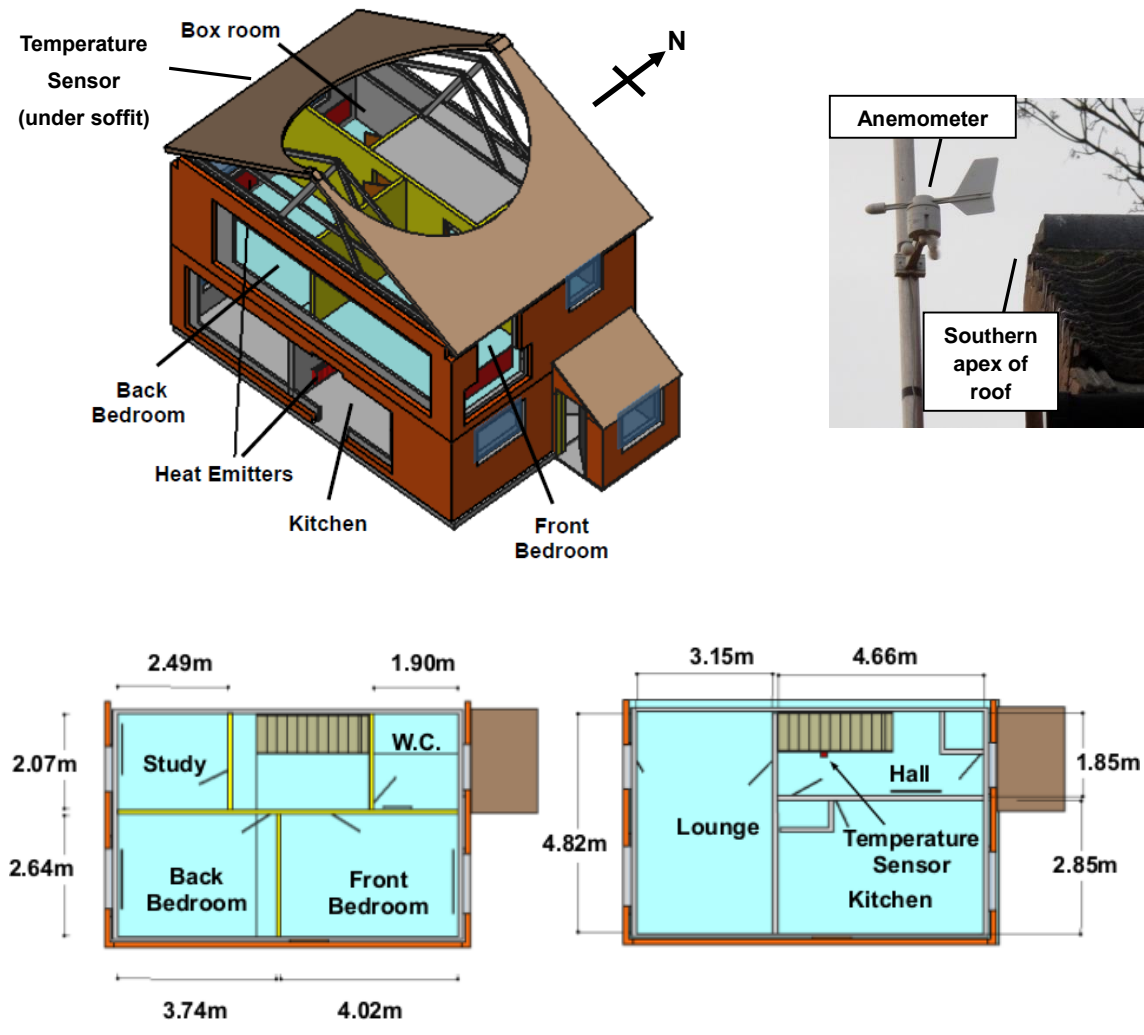 Temperature
Sensor
(under soffit)
Box room
N
Anemometer
Southern
apex of
roof
Back
Bedroom
Heat Emitters
Kitchen
Front
Bedroom
2.49m
1.90m
2.07m
Study
W.C.
2.64m
Back
Bedroom
Front
Bedroom
3.74m
4.02m
3.15m
4.66m
1.85m
Hall
Lounge
4.82m
Temperature
Sensor
2.85m
Kitchen